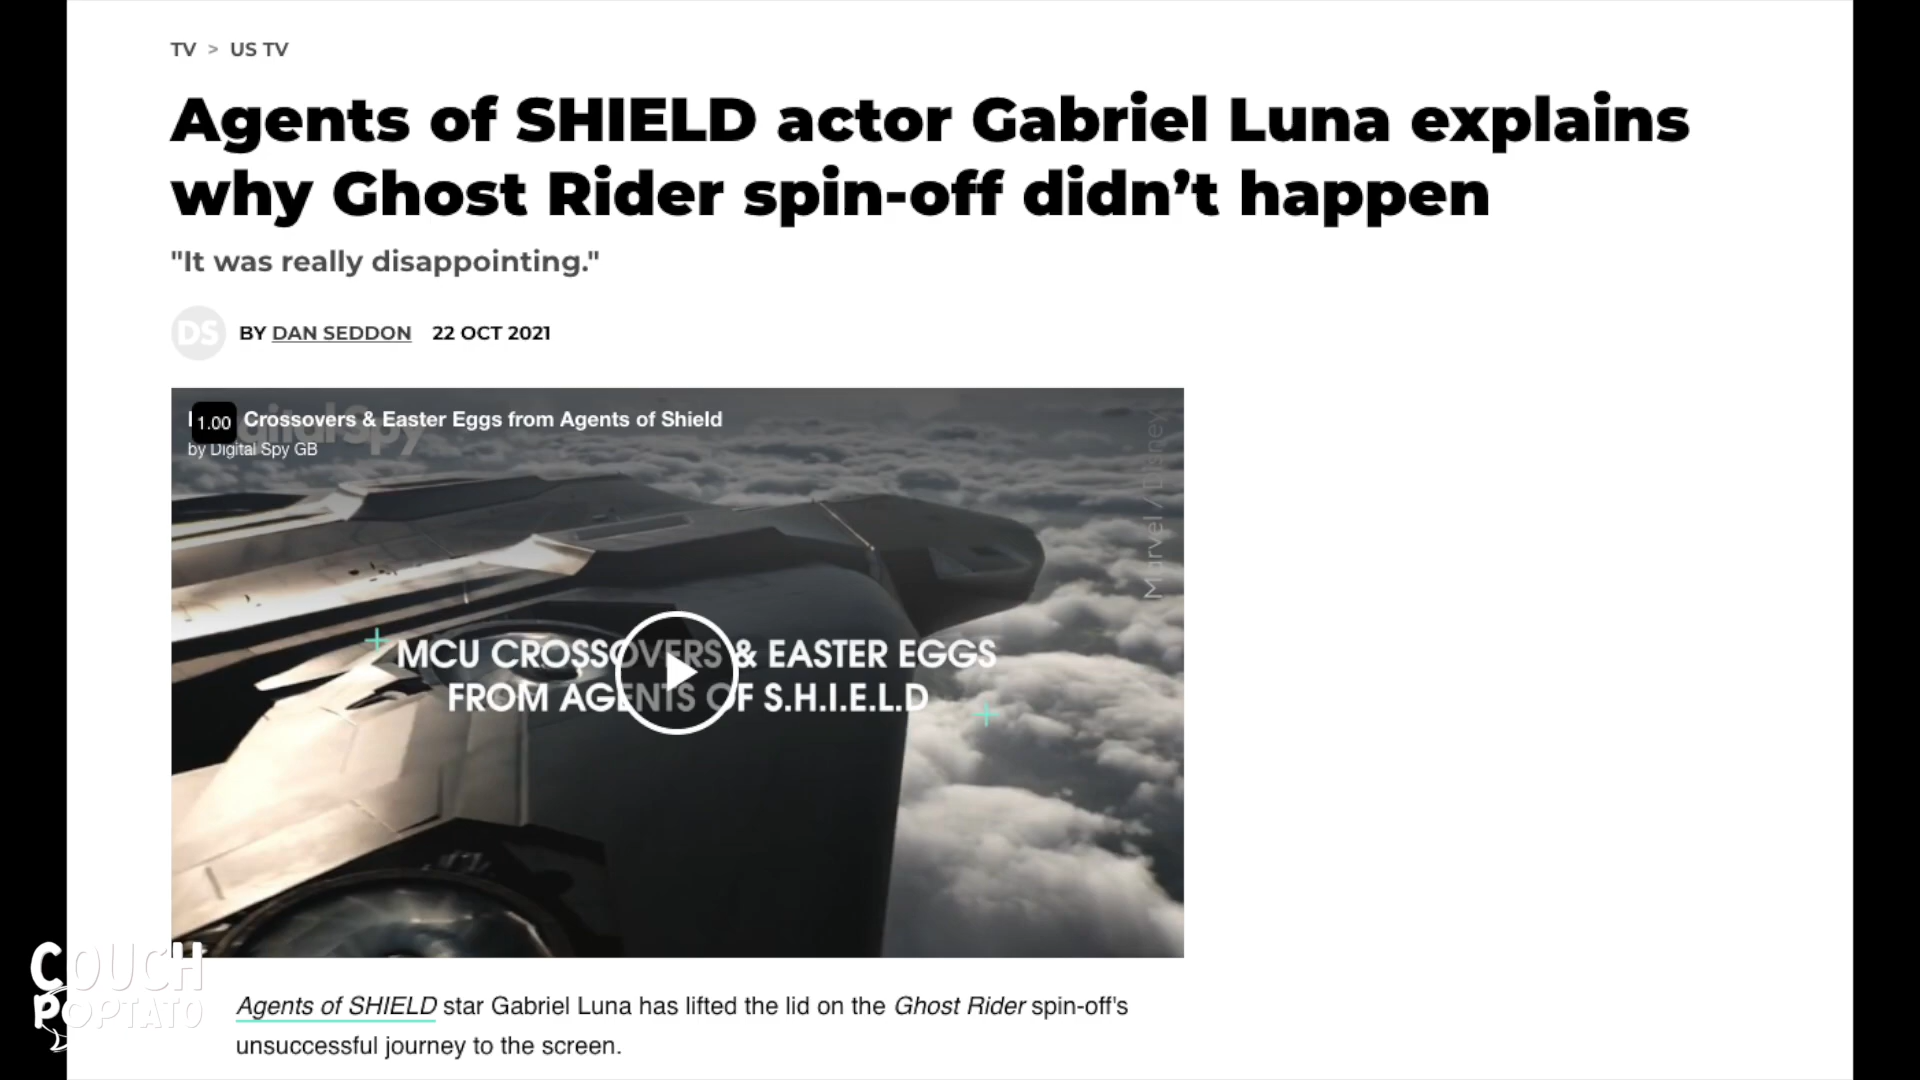 TV > US TV
Agents of SHIELD actor Gabriel Luna explains
why Ghost Rider spin-off didn’t happen
"It was really disappointing."
DS
BY DAN SEDDON 22 OCT 2021
1.00 Crossovers & Easter Eggs from Agents of Shield
by Digital Spy GB
Marvel / Disney
MCU CROSSOVERS & EASTER EGGS
FROM AGENTS OF S.H.I.E.L.D
COUCH
POPTATO
Agents of SHIELD star Gabriel Luna has lifted the lid on the Ghost Rider spin-off's
unsuccessful journey to the screen.